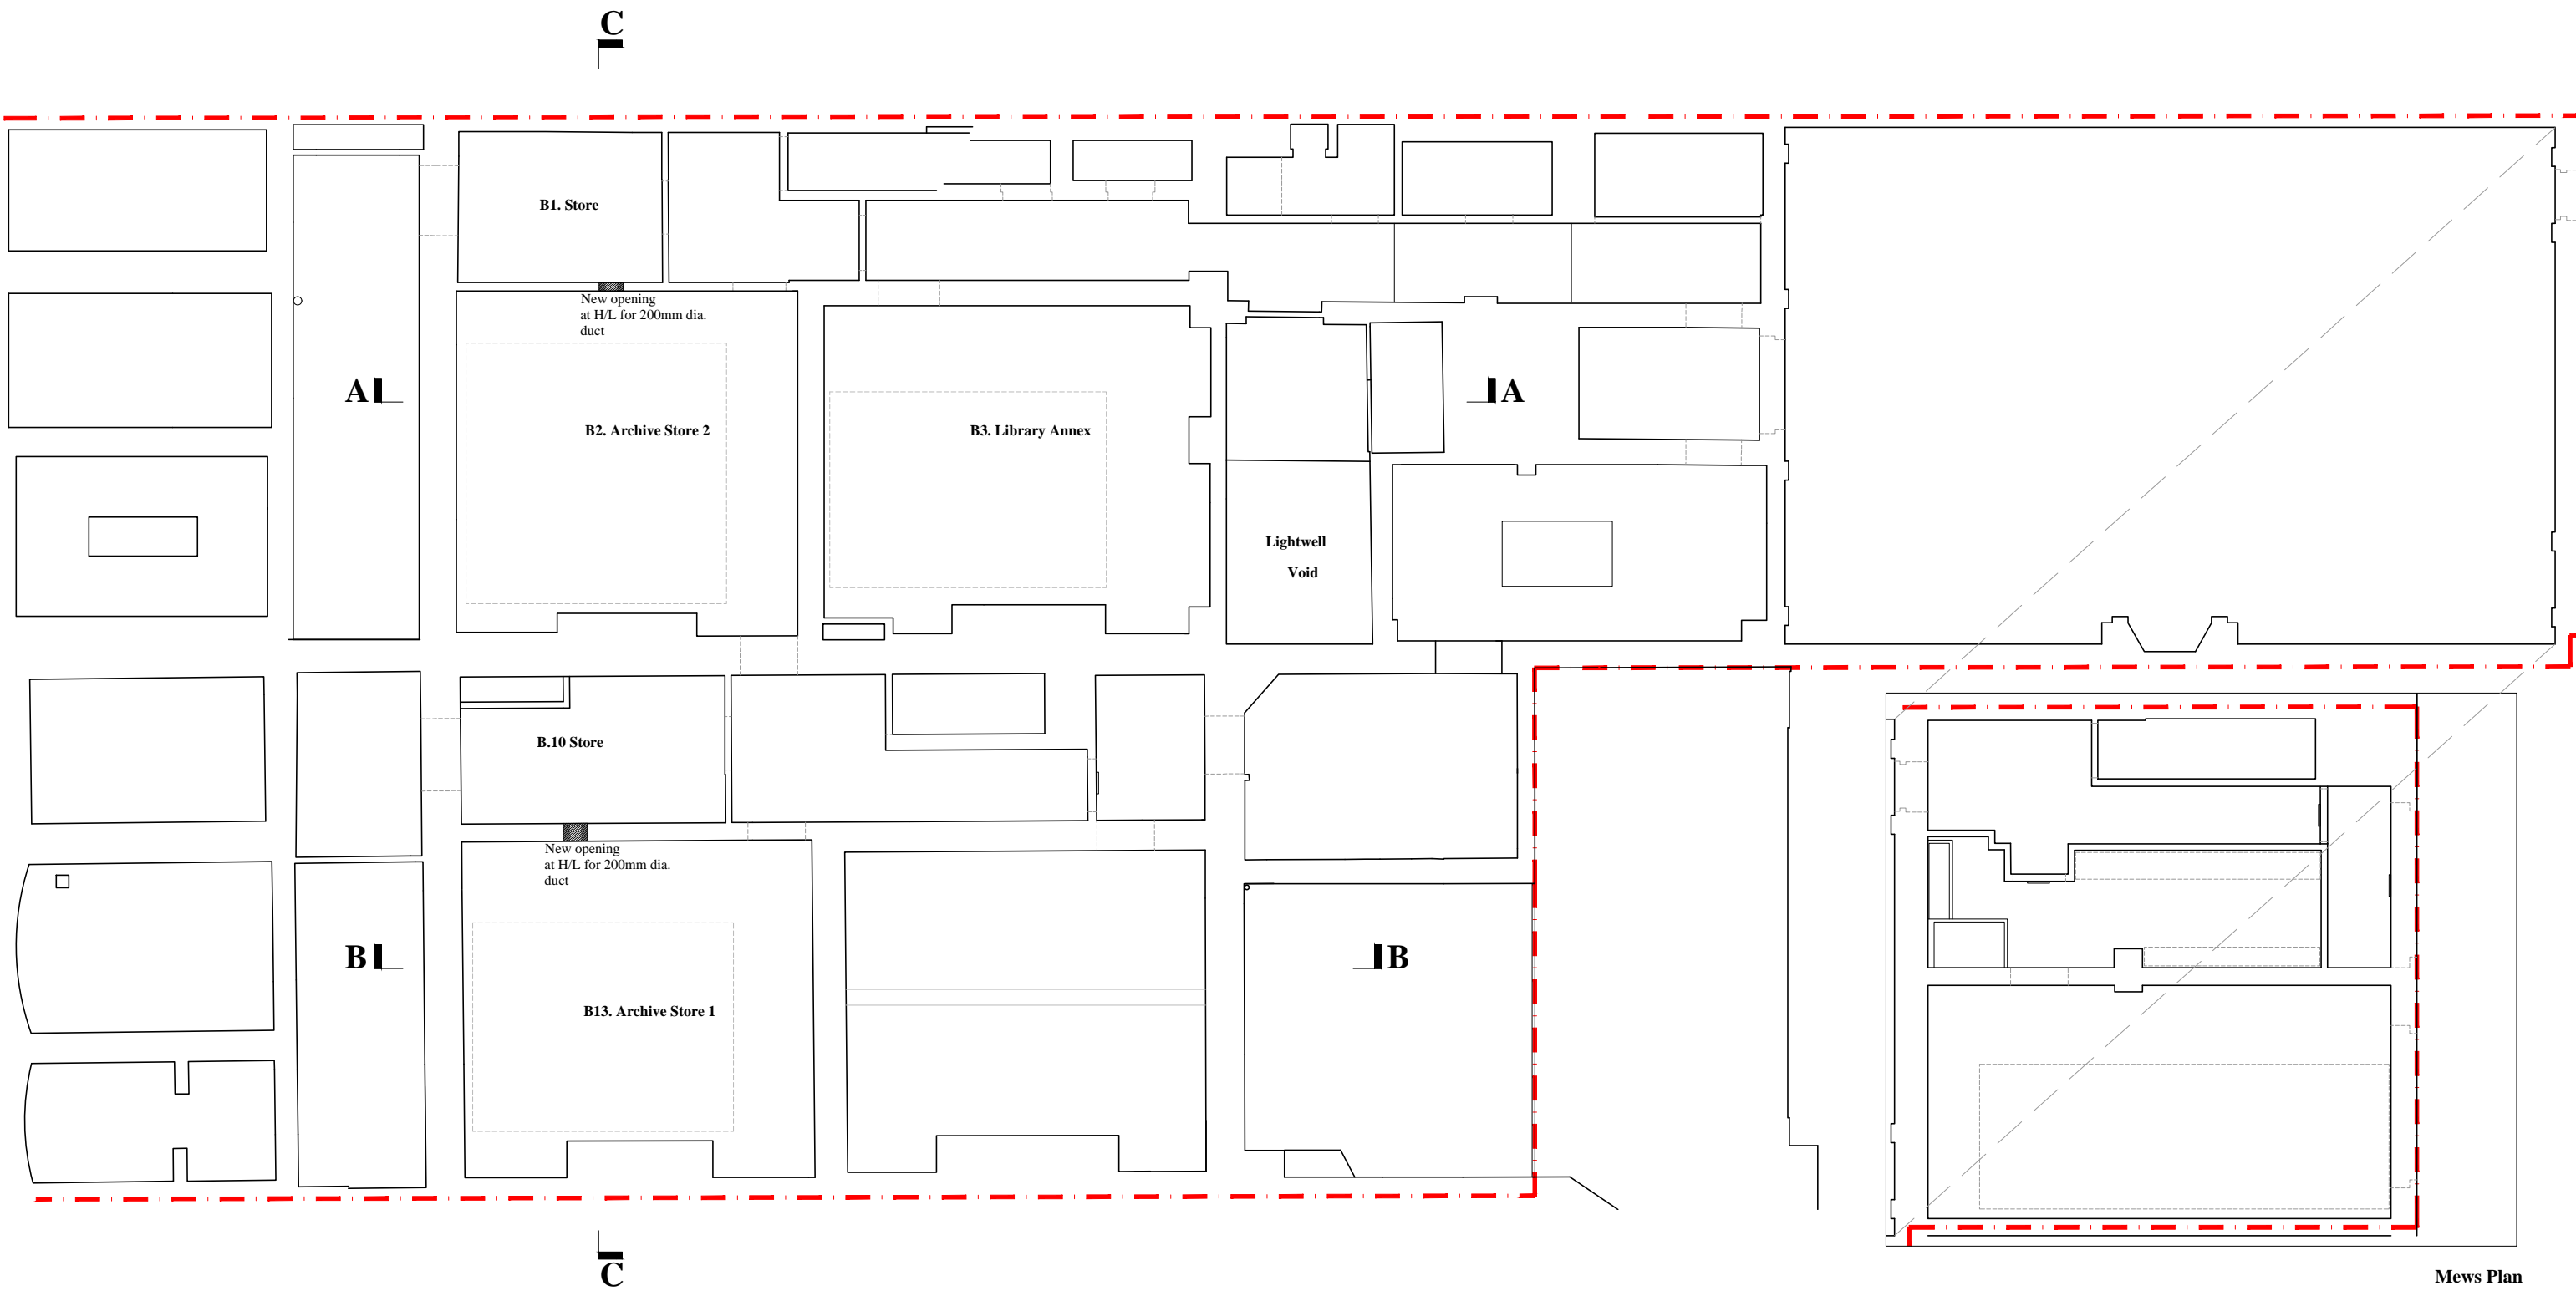 C
B1. Store
New opening
at H/L for 200mm dia.
duct
A
A
B2. Archive Store 2
B3. Library Annex
Lightwell
Void
B.10 Store
New opening
at H/L for 200mm dia.
duct
B
B
B13. Archive Store 1
C
Mews Plan